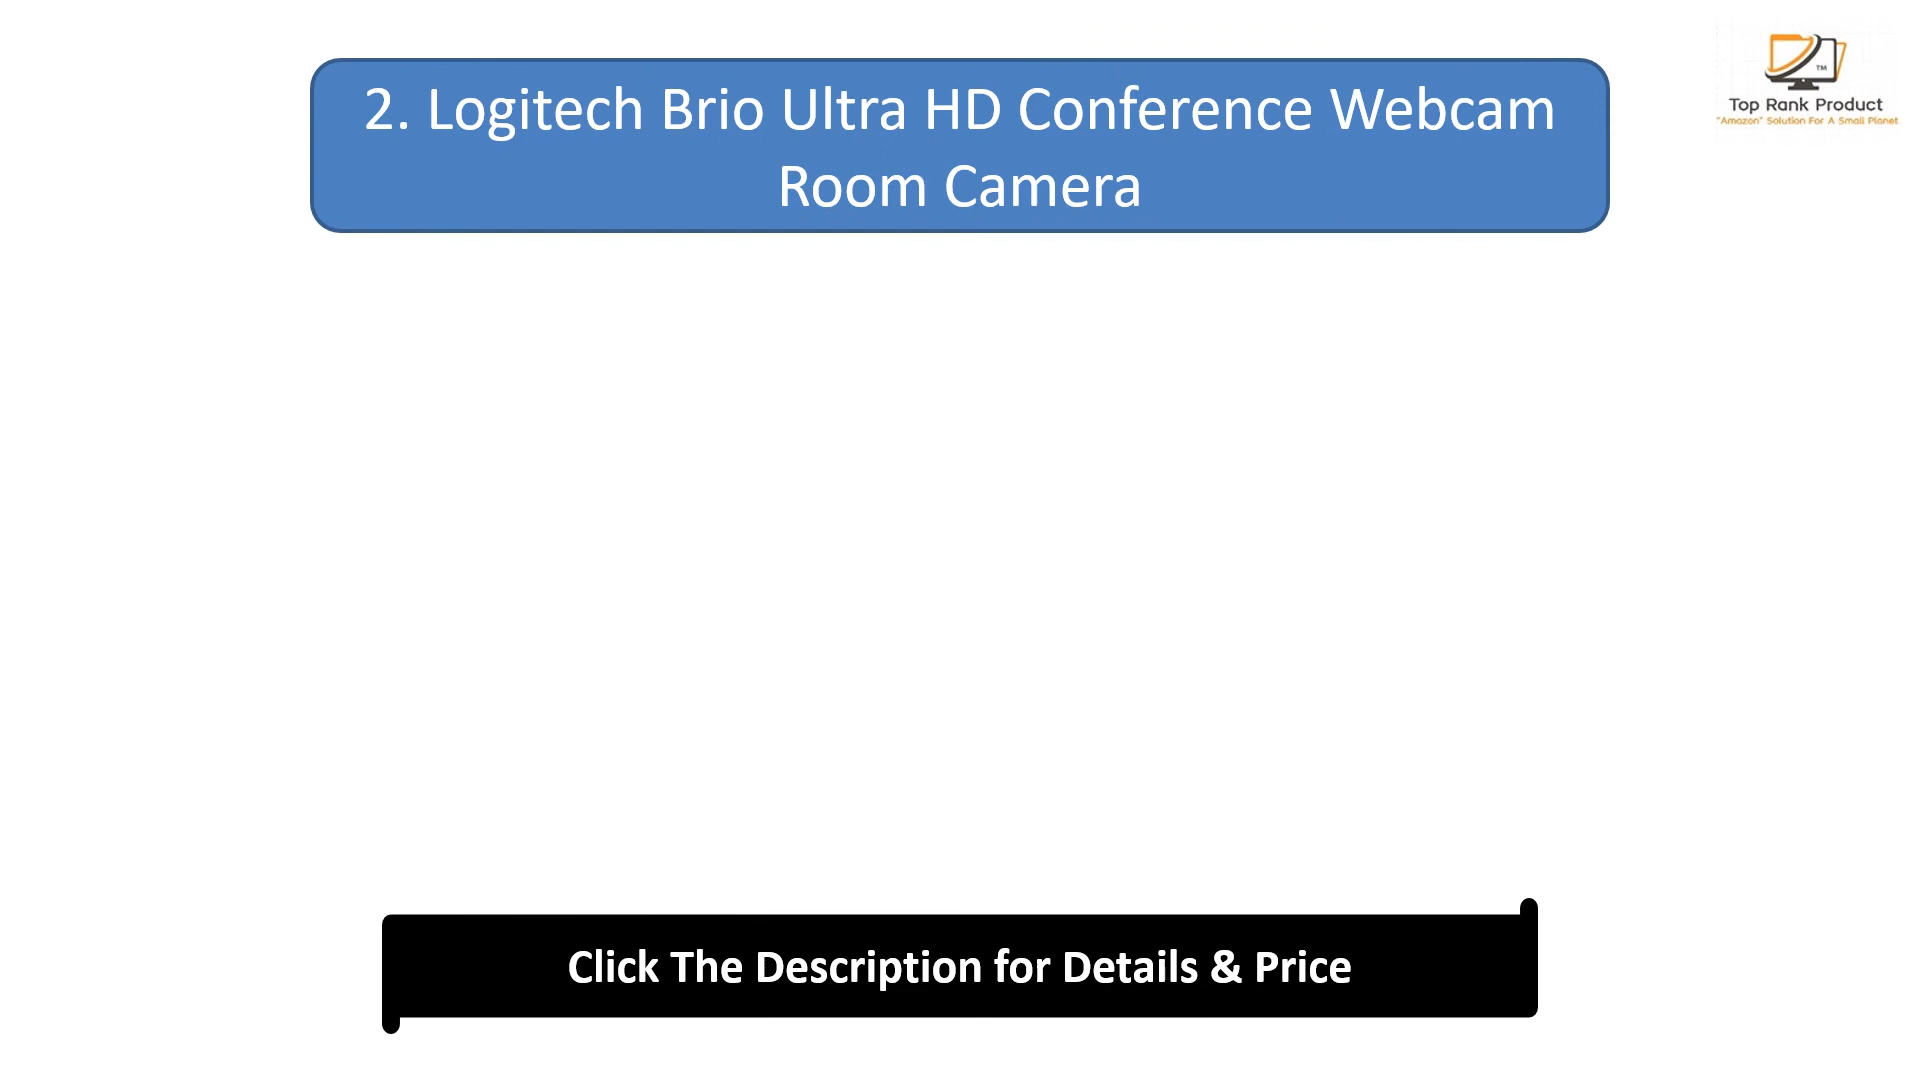 2. Logitech Brio Ultra HD Conference Webcam
Room Camera
TM
Top Rank Product
"Amazon" Solution For A Small Planet
Click The Description for Details & Price